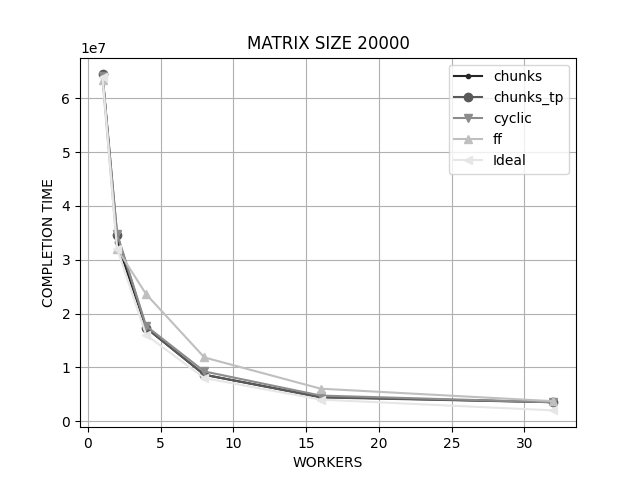 MATRIX SIZE 20000
1e7
chunks
chunks_tp
cyclic
ff
Ideal
6
5
4
3
2
1
0
COMPLETION TIME
0 5 10 15 20 25 30
WORKERS